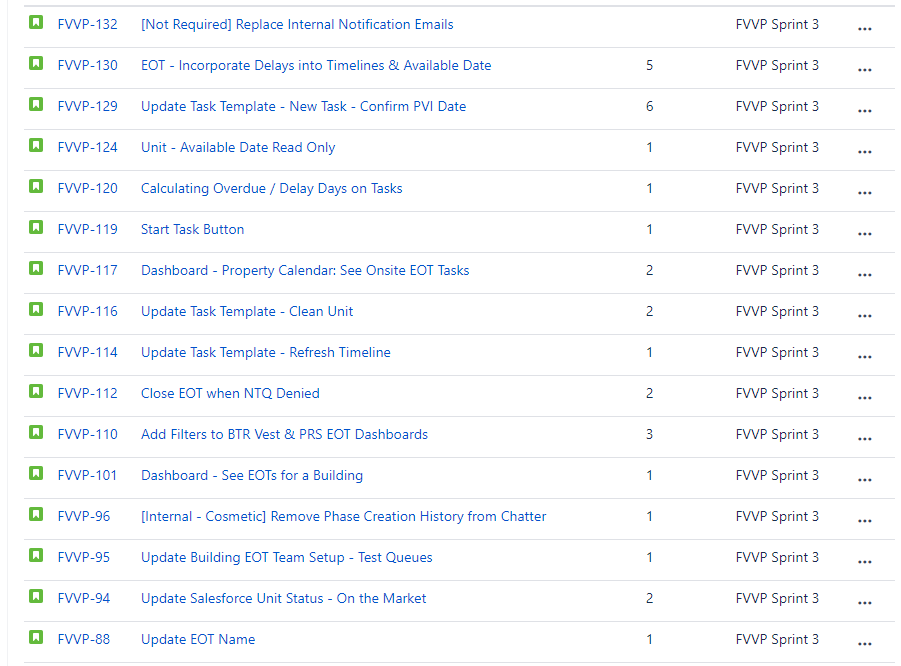 FVVP-132 [Not Required] Replace Internal Notification Emails FVVP Sprint 3 ...
FVVP-130 EOT - Incorporate Delays into Timelines & Available Date 5 FVVP Sprint 3 ...
FVVP-129 Update Task Template - New Task - Confirm PVI Date 6 FVVP Sprint 3 ...
FVVP-124 Unit - Available Date Read Only 1 FVVP Sprint 3 ...
FVVP-120 Calculating Overdue / Delay Days on Tasks 1 FVVP Sprint 3 ...
FVVP-119 Start Task Button 1 FVVP Sprint 3 ...
FVVP-117 Dashboard - Property Calendar: See Onsite EOT Tasks 2 FVVP Sprint 3 ...
FVVP-116 Update Task Template - Clean Unit 2 FVVP Sprint 3 ...
FVVP-114 Update Task Template - Refresh Timeline 1 FVVP Sprint 3 ...
FVVP-112 Close EOT when NTQ Denied 2 FVVP Sprint 3 ...
FVVP-110 Add Filters to BTR Vest & PRS EOT Dashboards 3 FVVP Sprint 3 ...
FVVP-101 Dashboard - See EOTs for a Building 1 FVVP Sprint 3 ...
FVVP-96 [Internal - Cosmetic] Remove Phase Creation History from Chatter 1 FVVP Sprint 3 ...
FVVP-95 Update Building EOT Team Setup - Test Queues 1 FVVP Sprint 3 ...
FVVP-94 Update Salesforce Unit Status - On the Market 2 FVVP Sprint 3 ...
FVVP-88 Update EOT Name 1 FVVP Sprint 3 ...